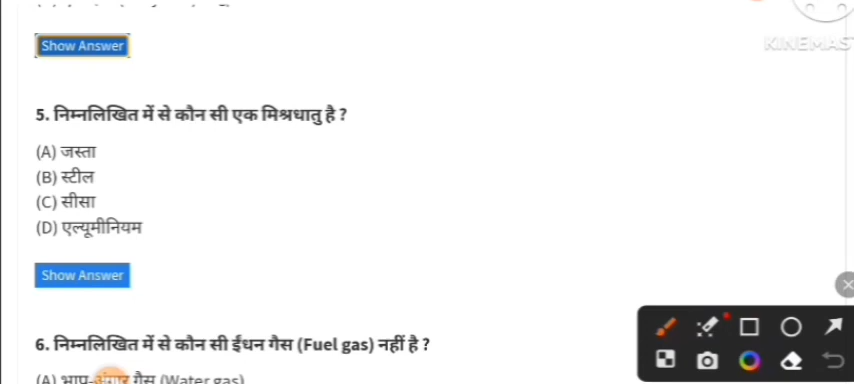 Show Answer
KINEMAS
5. निम्नलिखित में से कौन सी एक मिश्रधातु है ?
(A) जस्ता
(B) स्टील
(C) सीसा
(D) एल्यूमीनियम
Show Answer
6. निम्नलिखित में से कौन सी ईंधन गैस (Fuel gas) नहीं है ?
(A) भाप-अंगार गैस (Water gas)